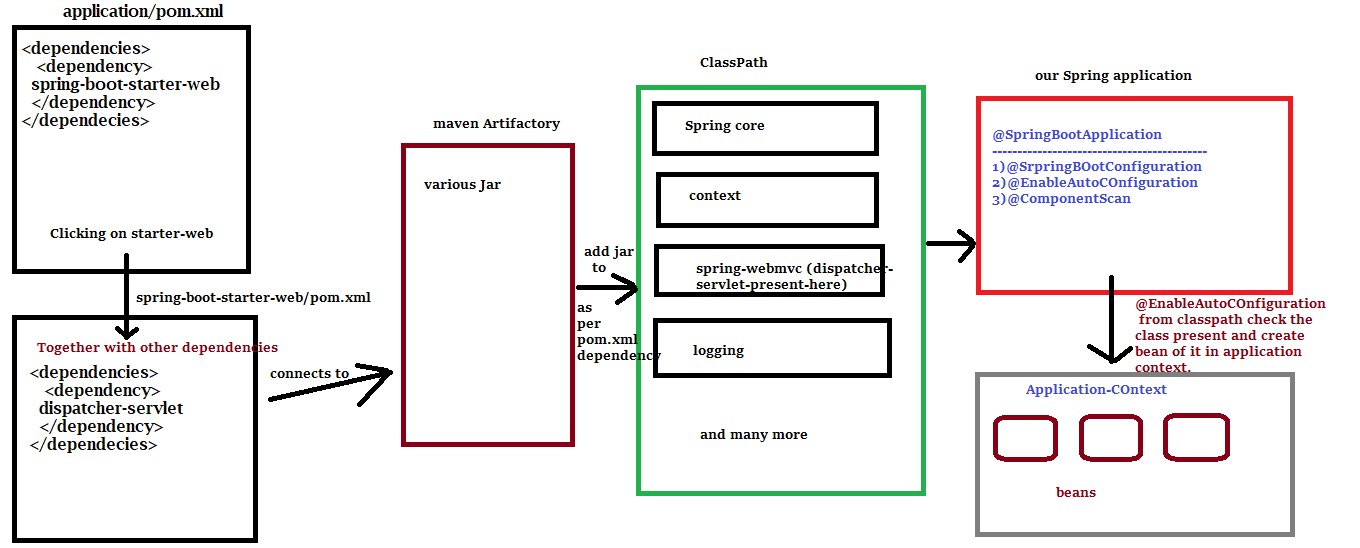 application/pom.xml
<dependencies>
<dependency>
spring-boot-starter-web
</dependency>
</dependecies>
Clicking on starter-web
spring-boot-starter-web/pom.xml
Together with other dependencies
<dependencies>
<dependency>
dispatcher-servlet
</dependency>
</dependecies>
connects to
maven Artifactory
various Jar
add jar
to
as
per
pom.xml
dependency
ClassPath
Spring core
context
spring-webmvc (dispatcher-
servlet-present-here)
logging
and many more
our Spring application
@SpringBootApplication
-------------------------------------------
1)@SrpringBOotConfiguration
2)@EnableAutoCOnfiguration
3)@ComponentScan
@EnableAutoCOnfiguration
from classpath check the
class present and create
bean of it in application
context.
Application-COntext
beans